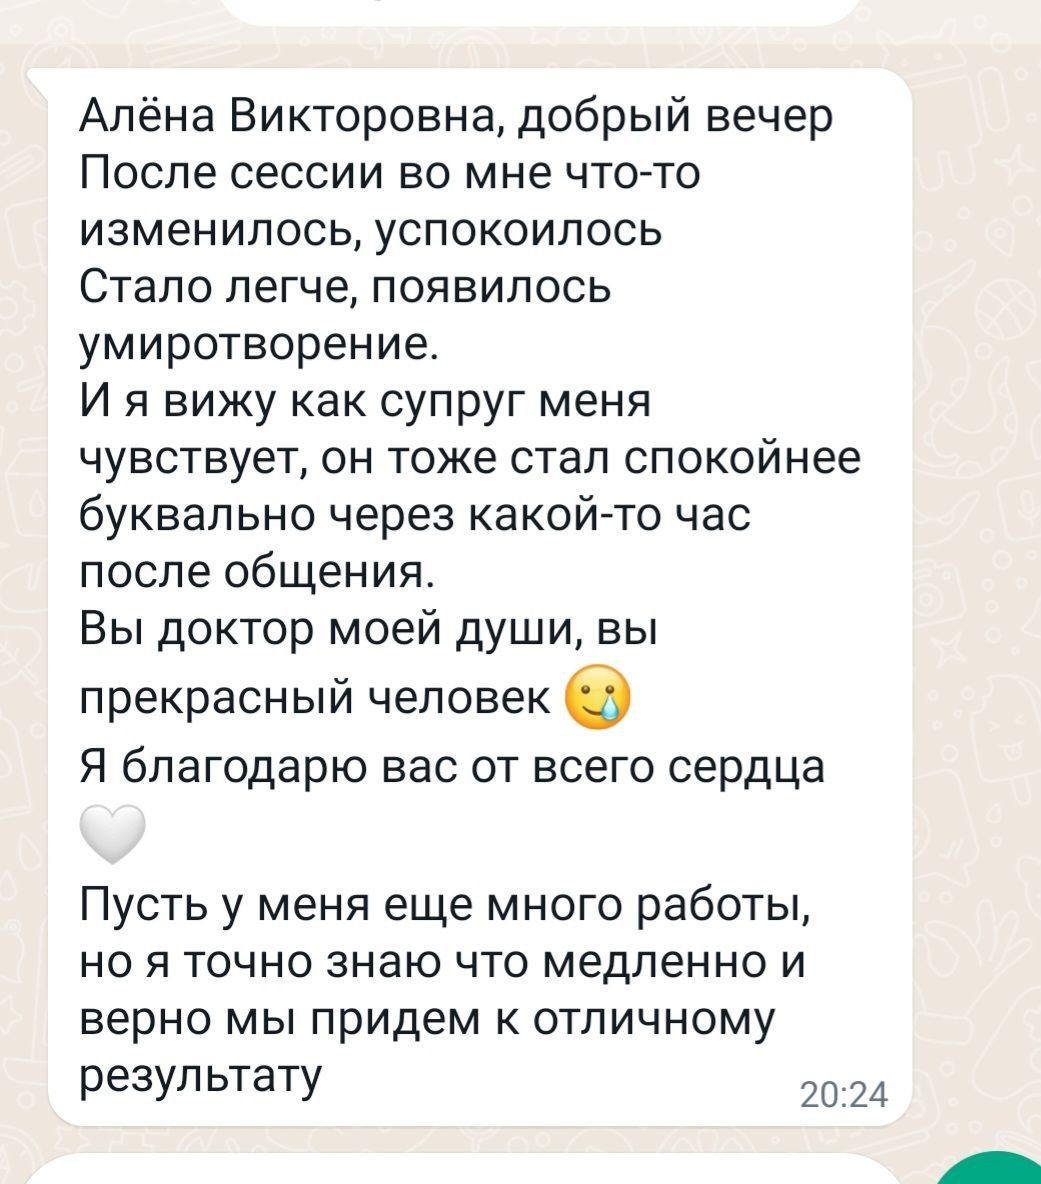 Алёна Викторовна, добрый вечер
После сессии во мне что-то
изменилось, успокоилось
Стало легче, появилось
умиротворение.
И я вижу как супруг меня
чувствует, он тоже стал спокойнее
буквально через какой-то час
после общения.
Вы доктор моей души, вы
прекрасный человек 🥲
Я благодарю вас от всего сердца
🤍
Пусть у меня еще много работы,
но я точно знаю что медленно и
верно мы придем к отличному
результату
20:24